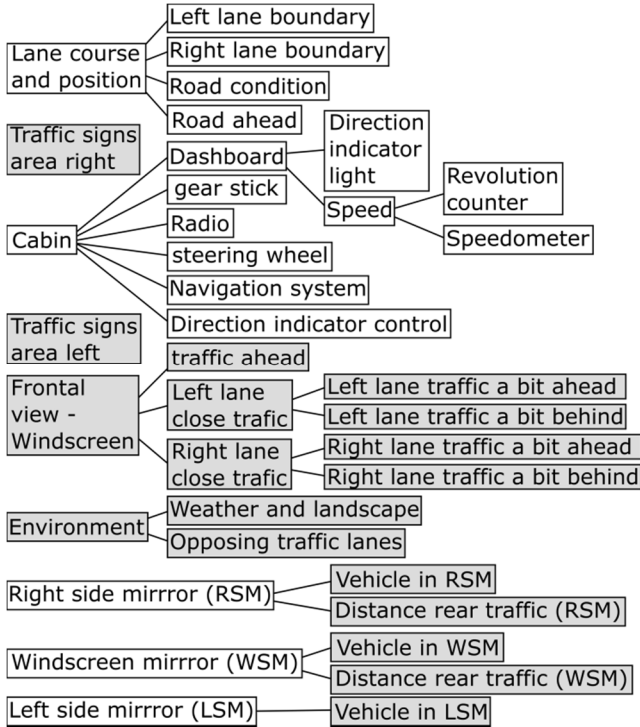 Left lane boundary
Lane course
and position
Right lane boundary
Road condition
Road ahead
Traffic signs
area right
Direction
indicator
light
Dashboard
gear stick
Revolution
counter
Speed
Radio
Cabin
Speedometer
steering wheel
Navigation system
Direction indicator control
Traffic signs
area left
traffic ahead
Frontal
view -
Windscreen
Left lane
close trafic
Left lane traffic a bit ahead
Left lane traffic a bit behind
Right lane
close trafic
Right lane traffic a bit ahead
Right lane traffic a bit behind
Environment
Weather and landscape
Opposing traffic lanes
Right side mirrror (RSM)
Vehicle in RSM
Distance rear traffic (RSM)
Windscreen mirrror (WSM)
Vehicle in WSM
Distance rear traffic (WSM)
Left side mirrror (LSM)
Vehicle in LSM